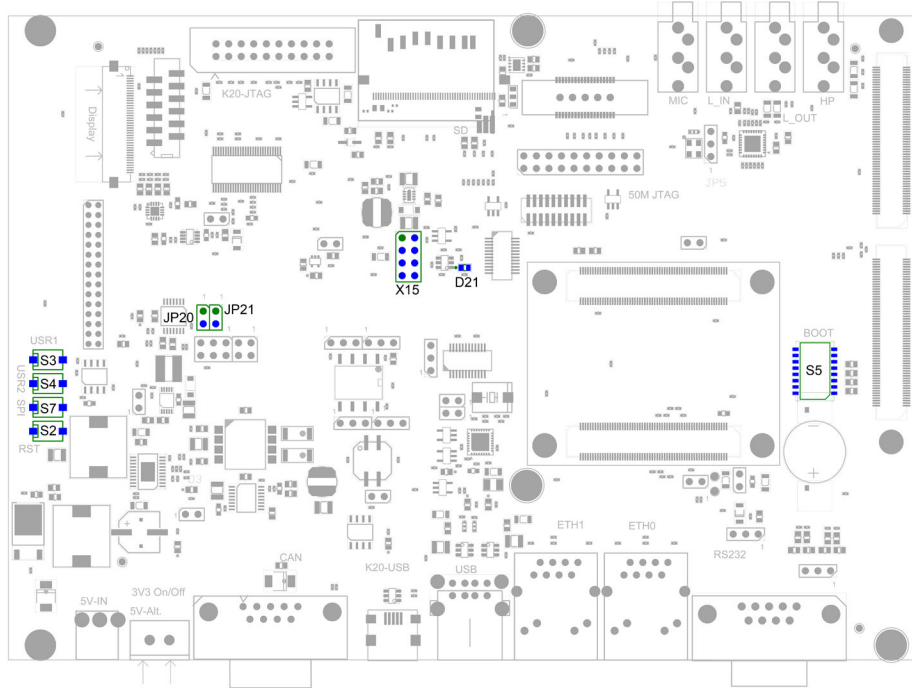 MIC
L_IN
L_OUT
HP
K20-JTAG
Display
SD
50M JTAG
JP5
X15
D21
JP20
JP21
USR1
S3
USR2
S4
SPI
S7
S2
RST
BOOT
S5
ETH1
ETH0
RS232
CAN
K20-USB
USB
5V-IN
3V3 On/Off
5V-Alt.